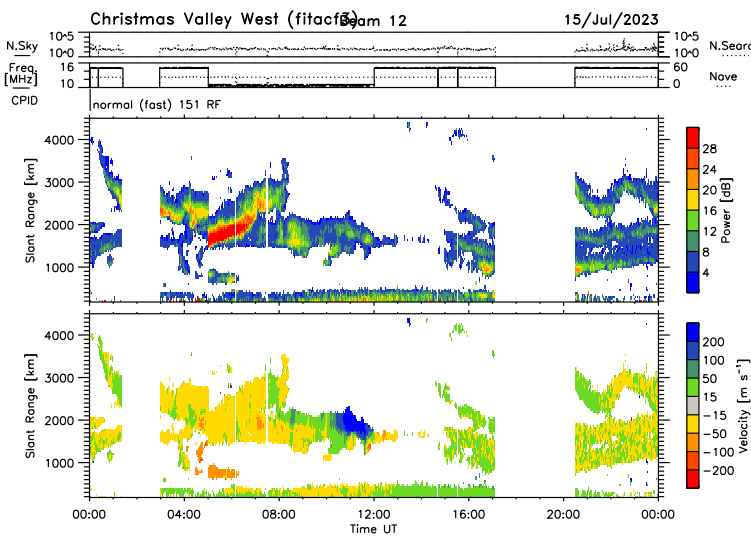 Christmas Valley West (fitacf3) Beam 12 15/Jul/2023
N.Sky 10^5 10^0 10^5 10^0 N.Searc
Freq. [MHz] 16 10 60 0 Nave
CPID normal (fast) 151 RF
Slant Range [km] 4000 3000 2000 1000
28 24 20 16 12 8 4 Power [dB]
Slant Range [km] 4000 3000 2000 1000
200 100 50 15 -15 -50 -100 -200 Velocity [m s⁻¹]
00:00 04:00 08:00 12:00 16:00 20:00 00:00
Time UT